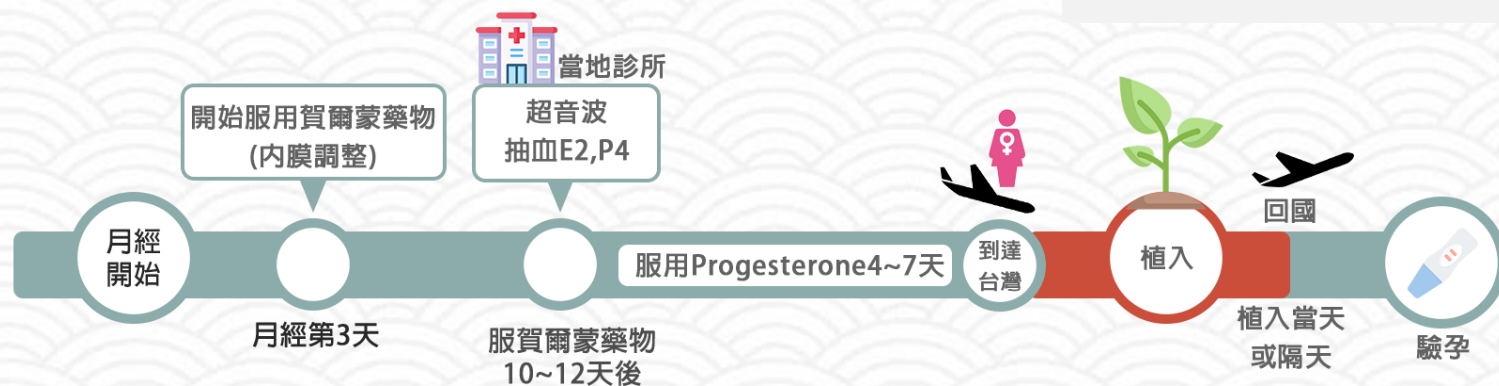 當地診所
開始服用賀爾蒙藥物
(內膜調整)
超音波
抽血E2,P4
月經
開始
月經第3天
服賀爾蒙藥物
10~12天後
服用Progesterone4~7天
到達
台灣
植入
回國
植入當天
或隔天
驗孕